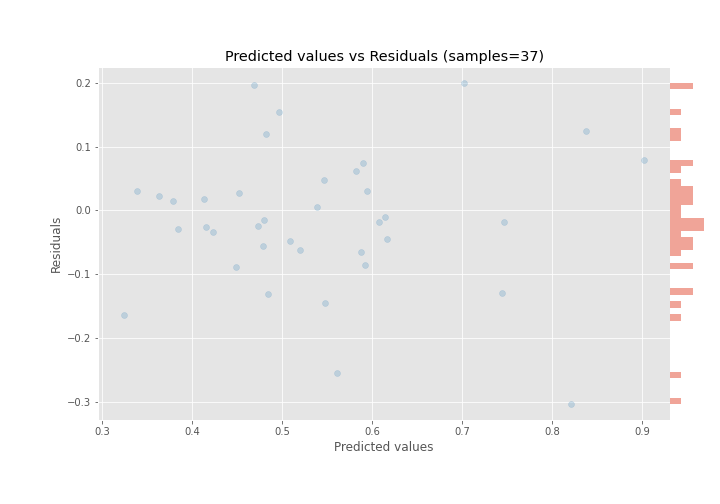 Predicted values vs Residuals (samples=37)
0.2
0.1
0.0
−0.1
−0.2
−0.3
Residuals
0.3 0.4 0.5 0.6 0.7 0.8 0.9
Predicted values